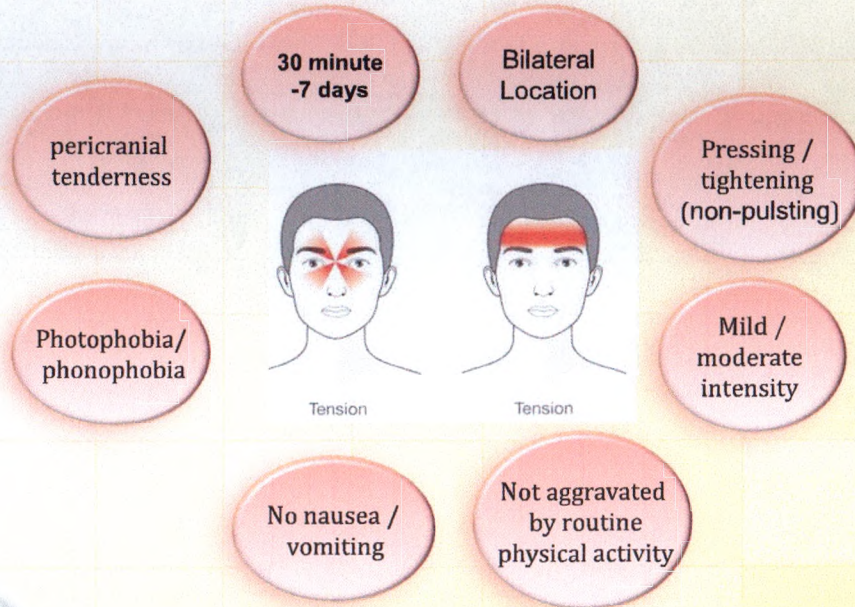 30 minute
-7 days
Bilateral
Location
pericranial
tenderness
Pressing /
tightening
(non-pulsting)
Photophobia/
phonophobia
Mild /
moderate
intensity
Tension
Tension
No nausea /
vomiting
Not aggravated
by routine
physical activity